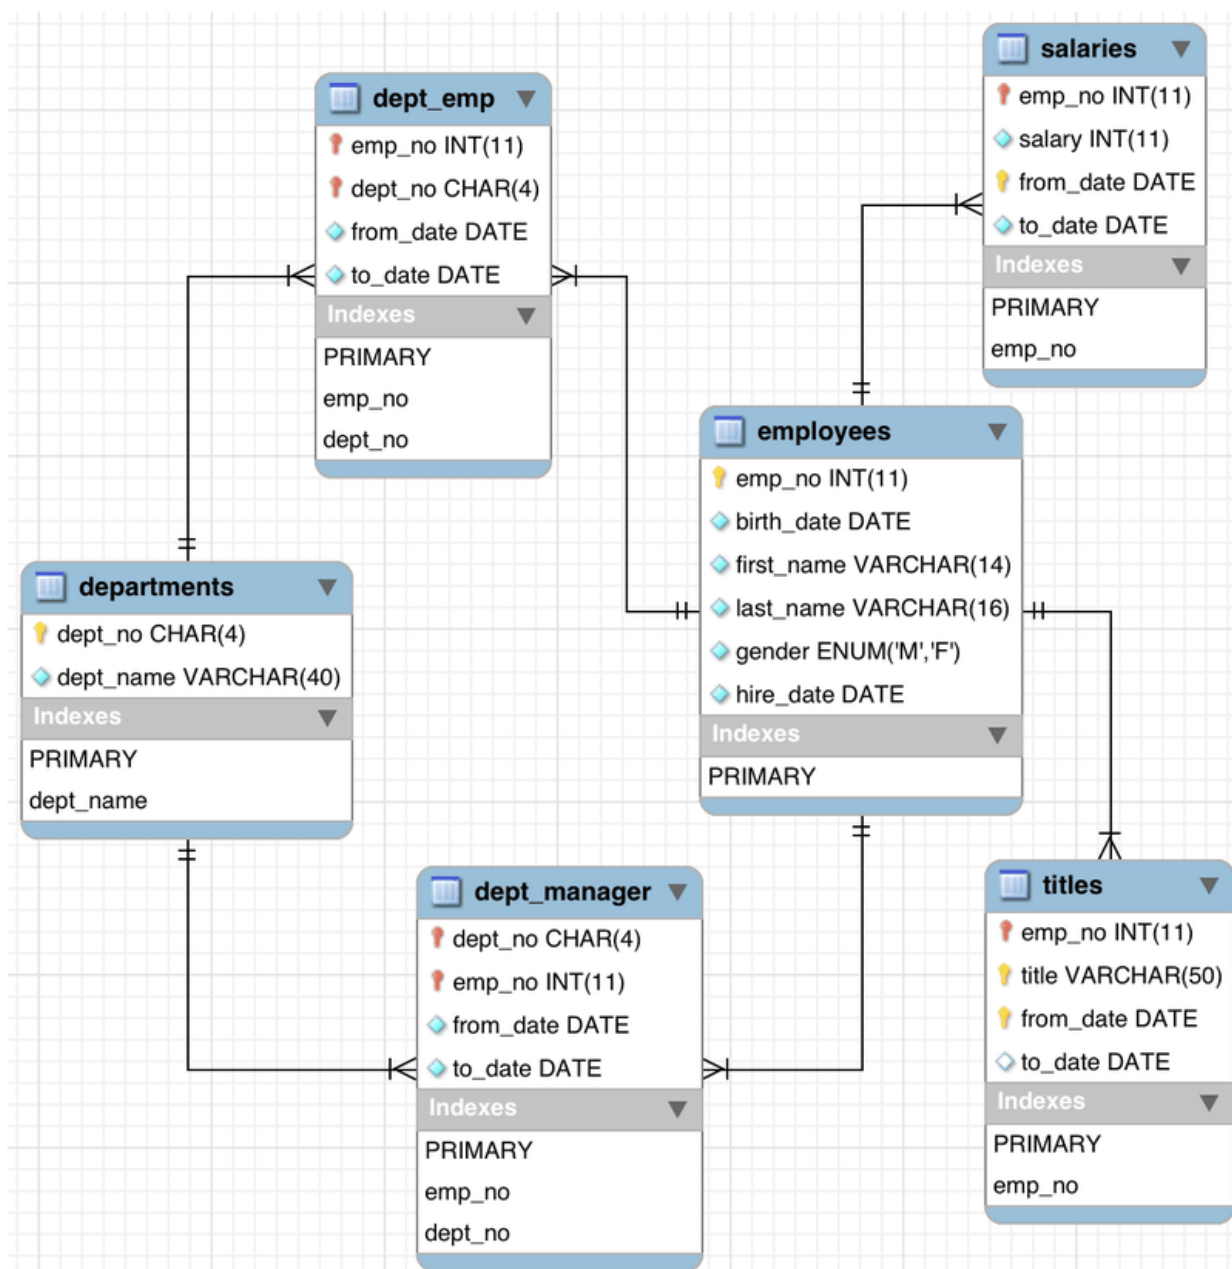 dept_emp
emp_no INT(11)
dept_no CHAR(4)
from_date DATE
to_date DATE
Indexes
PRIMARY
emp_no
dept_no
salaries
emp_no INT(11)
salary INT(11)
from_date DATE
to_date DATE
Indexes
PRIMARY
emp_no
employees
emp_no INT(11)
birth_date DATE
first_name VARCHAR(14)
last_name VARCHAR(16)
gender ENUM('M','F')
hire_date DATE
Indexes
PRIMARY
departments
dept_no CHAR(4)
dept_name VARCHAR(40)
Indexes
PRIMARY
dept_name
dept_manager
dept_no CHAR(4)
emp_no INT(11)
from_date DATE
to_date DATE
Indexes
PRIMARY
emp_no
dept_no
titles
emp_no INT(11)
title VARCHAR(50)
from_date DATE
to_date DATE
Indexes
PRIMARY
emp_no